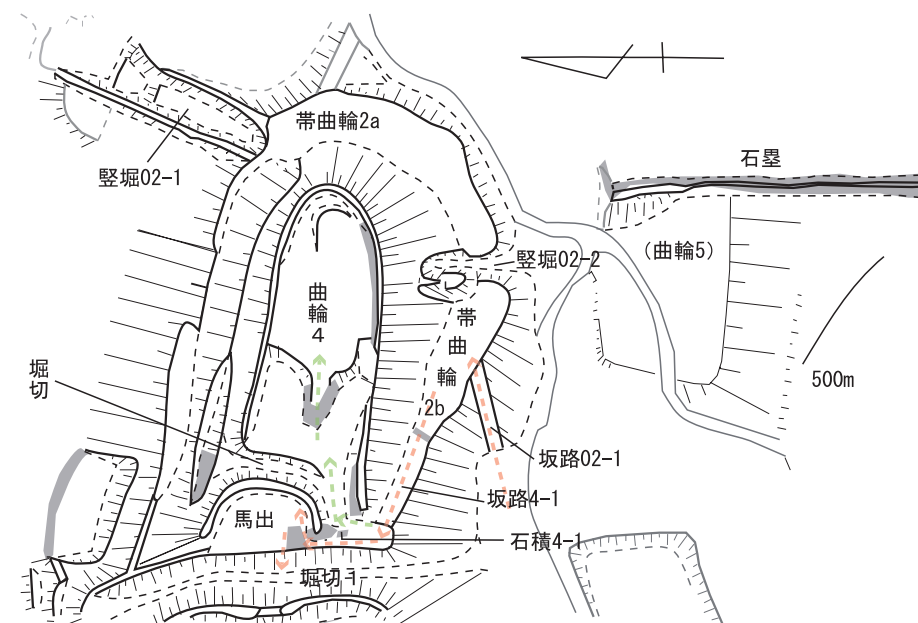 帯曲輪2a
石塁
竪堀02-1
(曲輪5)
竪堀02-2
曲輪4
帯曲輪2b
500m
堀切
坂路02-1
坂路4-1
馬出
石積4-1
堀切1